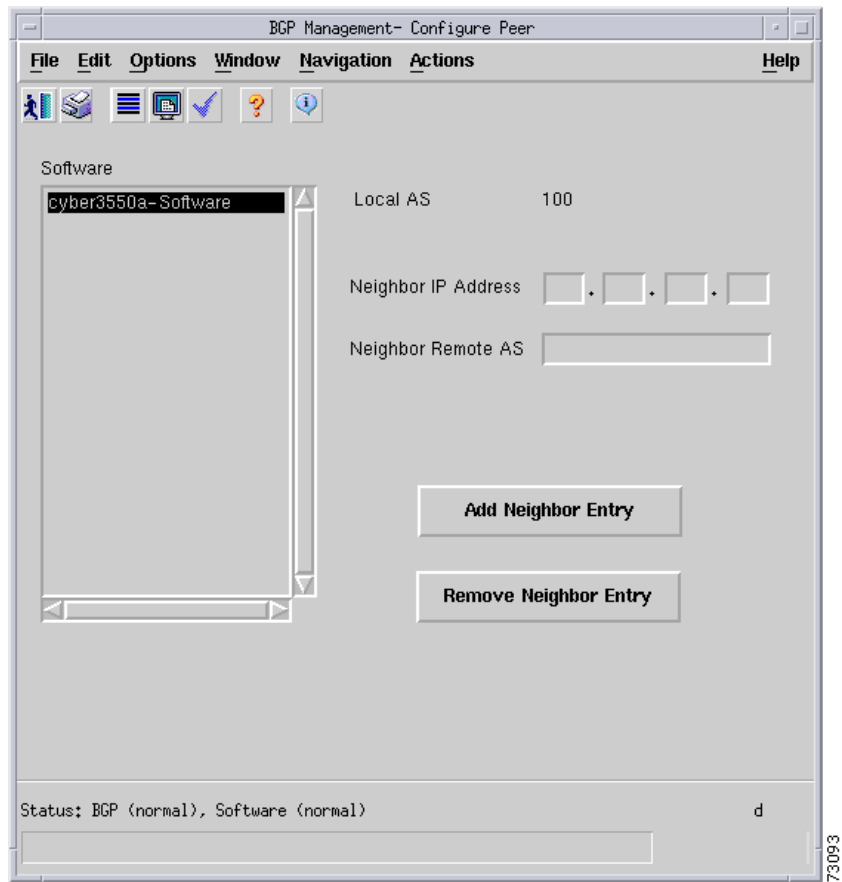 BGP Management- Configure Peer
File Edit Options Window Navigation Actions Help
Software
cyber3550a-Software
Local AS 100
Neighbor IP Address . . .
Neighbor Remote AS
Add Neighbor Entry
Remove Neighbor Entry
Status: BGP (normal), Software (normal) d
73093